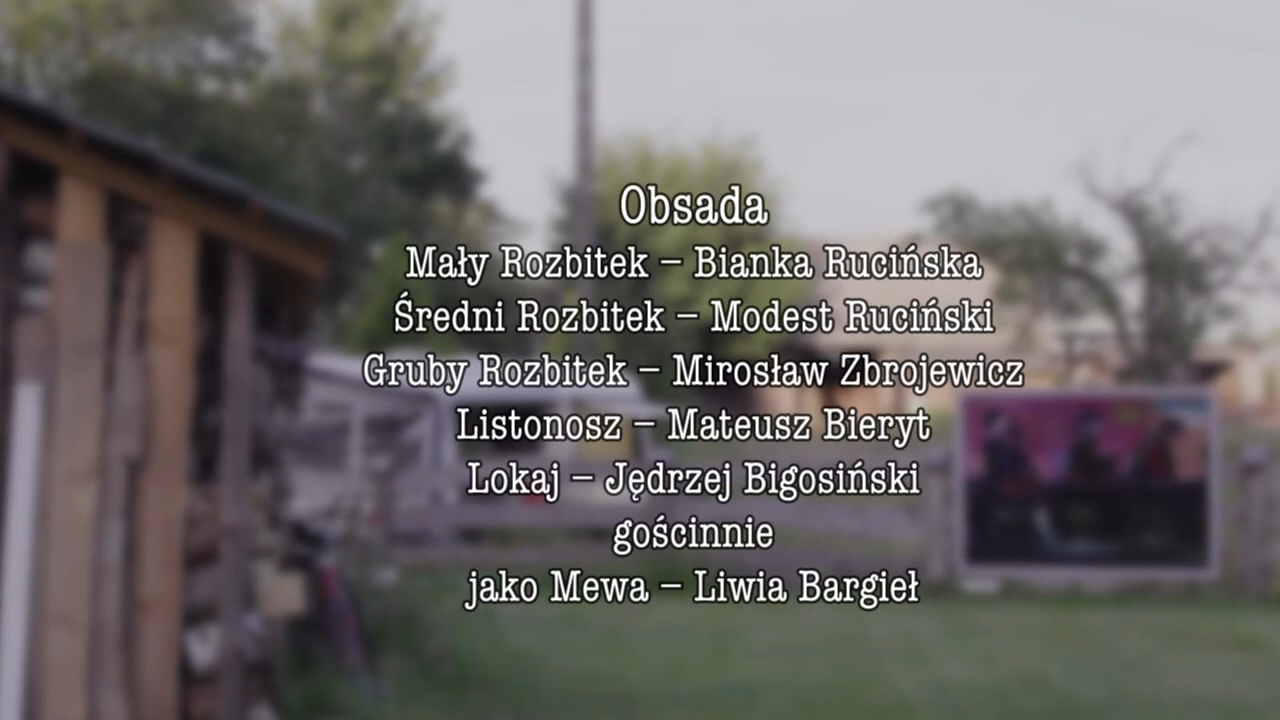 Obsada
Mały Rozbitek – Bianka Rucińska
Średni Rozbitek – Modest Ruciński
Gruby Rozbitek – Mirosław Zbrojewicz
Listonosz – Mateusz Bieryt
Lokaj – Jędrzej Bigosiński
gościnnie
jako Mewa – Liwia Bargieł